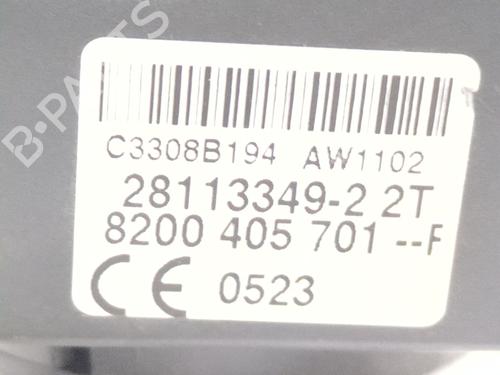 B-PARTS
C3308B194 AW1102
28113349-2 2T
8200 405 701 --F
CE 0523